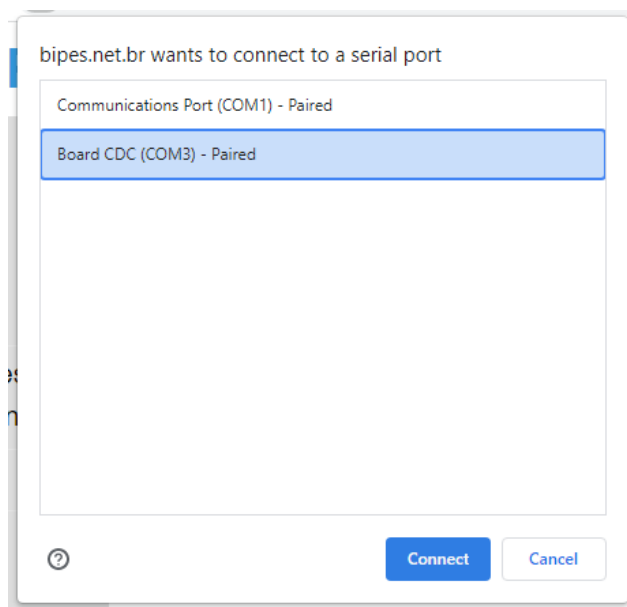 bipes.net.br wants to connect to a serial port
Communications Port (COM1) - Paired
Board CDC (COM3) - Paired
es
n
Connect
Cancel